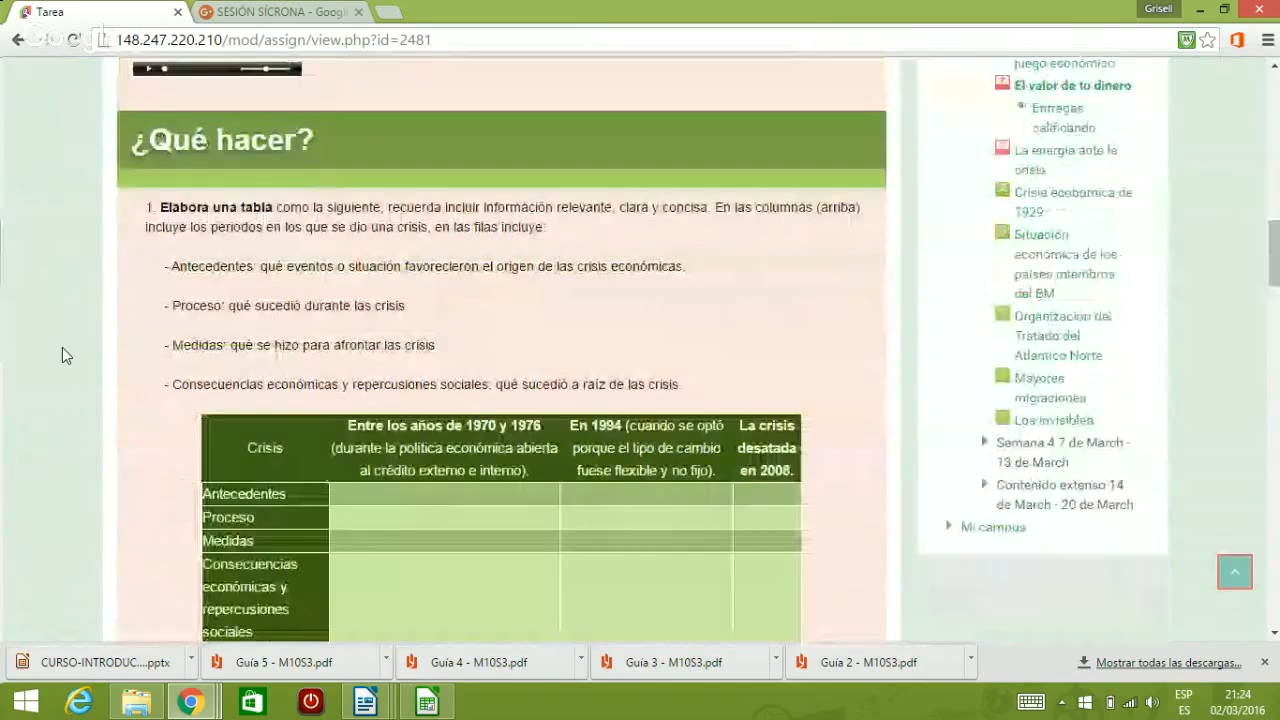 Tarea
SESIÓN SÍCRONA - Googl
Grisell
148.247.220.210/mod/assign/view.php?id=2481
¿Qué hacer?
1. Elabora una tabla como la siguiente, recuerda incluir información relevante, clara y concisa. En las columnas (arriba)
incluye los periodos en los que se dio una crisis, en las filas incluye:
- Antecedentes: qué eventos o situación favorecieron el origen de las crisis económicas.
- Proceso: qué sucedió durante las crisis
- Medidas: qué se hizo para afrontar las crisis
- Consecuencias económicas y repercusiones sociales: qué sucedió a raíz de las crisis.
Crisis
Entre los años de 1970 y 1976
(durante la política económica abierta
al crédito externo e interno).
En 1994 (cuando se optó
porque el tipo de cambio
fuese flexible y no fijo).
La crisis
desatada
en 2008.
Antecedentes
Proceso
Medidas
Consecuencias
económicas y
repercusiones
sociales
juego económico
El valor de tu dinero
Entregas
calificando
La energía ante la
crisis
Crisis económica de
1929
Situación
económica de los
países miembros
del BM
Organización del
Tratado del
Atlántico Norte
Mayores
migraciones
Los invisibles
Semana 4 7 de March -
13 de March
Contenido extenso 14
de March - 20 de March
Mi campus
CURSO-INTRODUC....pptx
Guía 5 - M10S3.pdf
Guía 4 - M10S3.pdf
Guía 3 - M10S3.pdf
Guía 2 - M10S3.pdf
Mostrar todas las descargas...
ESP
ES
21:24
02/03/2016